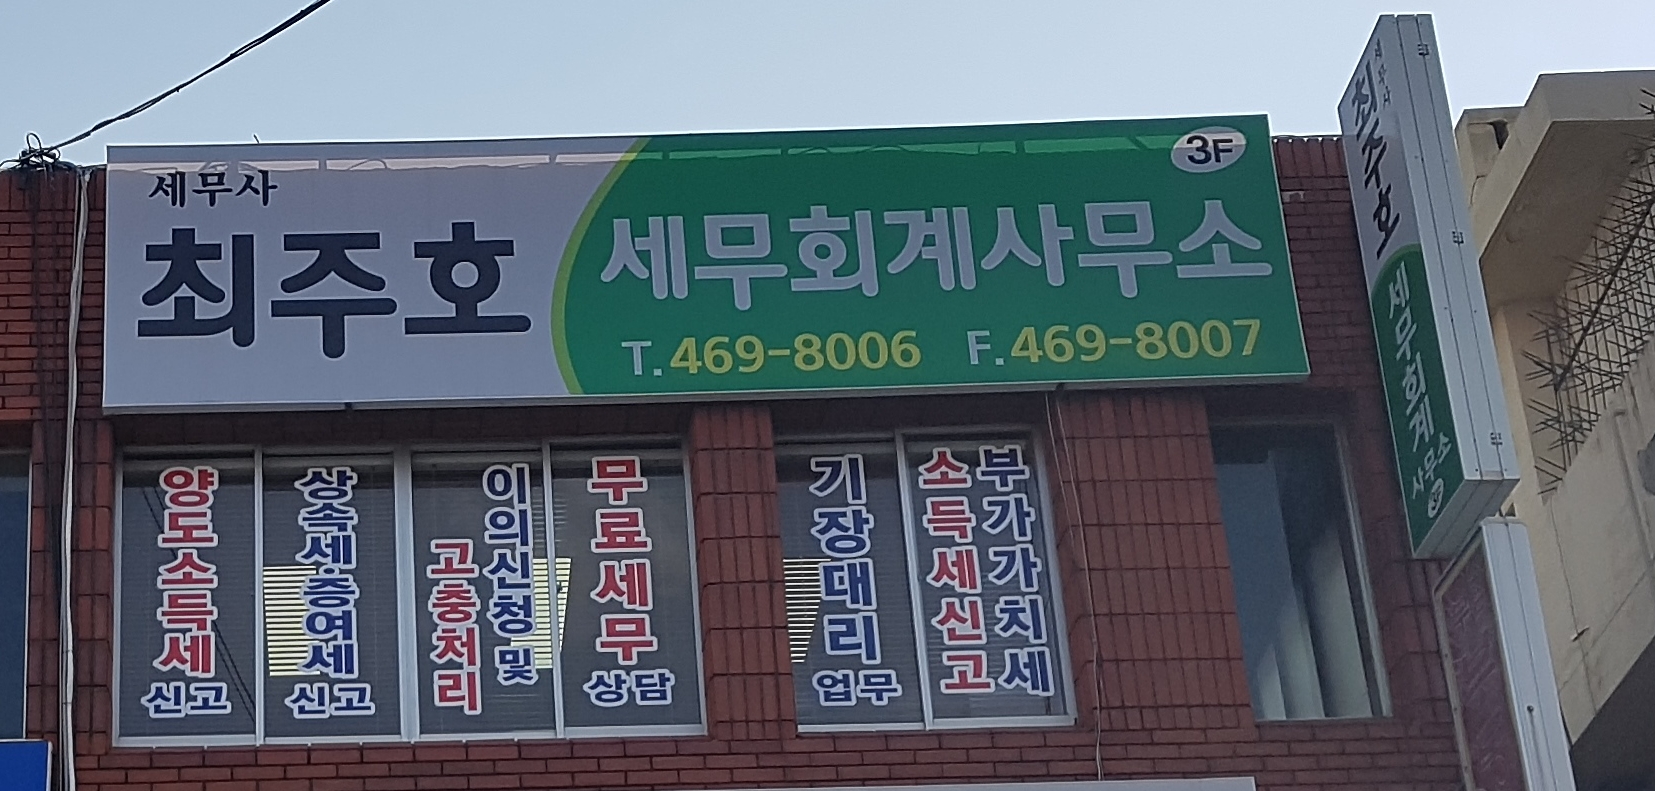 세무사
최주호
세무회계사무소
3F
T.469-8006 F.469-8007
양도소득세
신고
상속세·증여세
신고
이의신청 및
고충처리
무료세무
상담
기장대리
업무
부가가치세
소득세신고
세무사
최주호
세무회계
사무소
3F